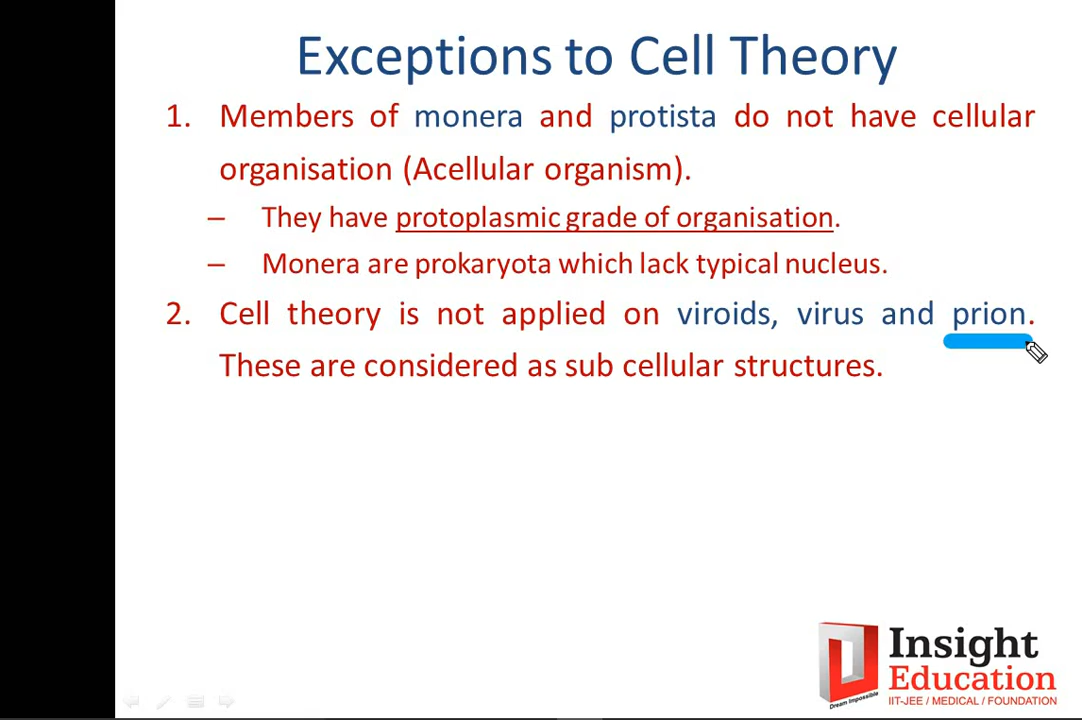 Exceptions to Cell Theory
1. Members of monera and protista do not have cellular
organisation (Acellular organism).
– They have protoplasmic grade of organisation.
– Monera are prokaryota which lack typical nucleus.
2. Cell theory is not applied on viroids, virus and prion.
These are considered as sub cellular structures.
Insight
Education
IIT-JEE / MEDICAL / FOUNDATION
Dream Impossible